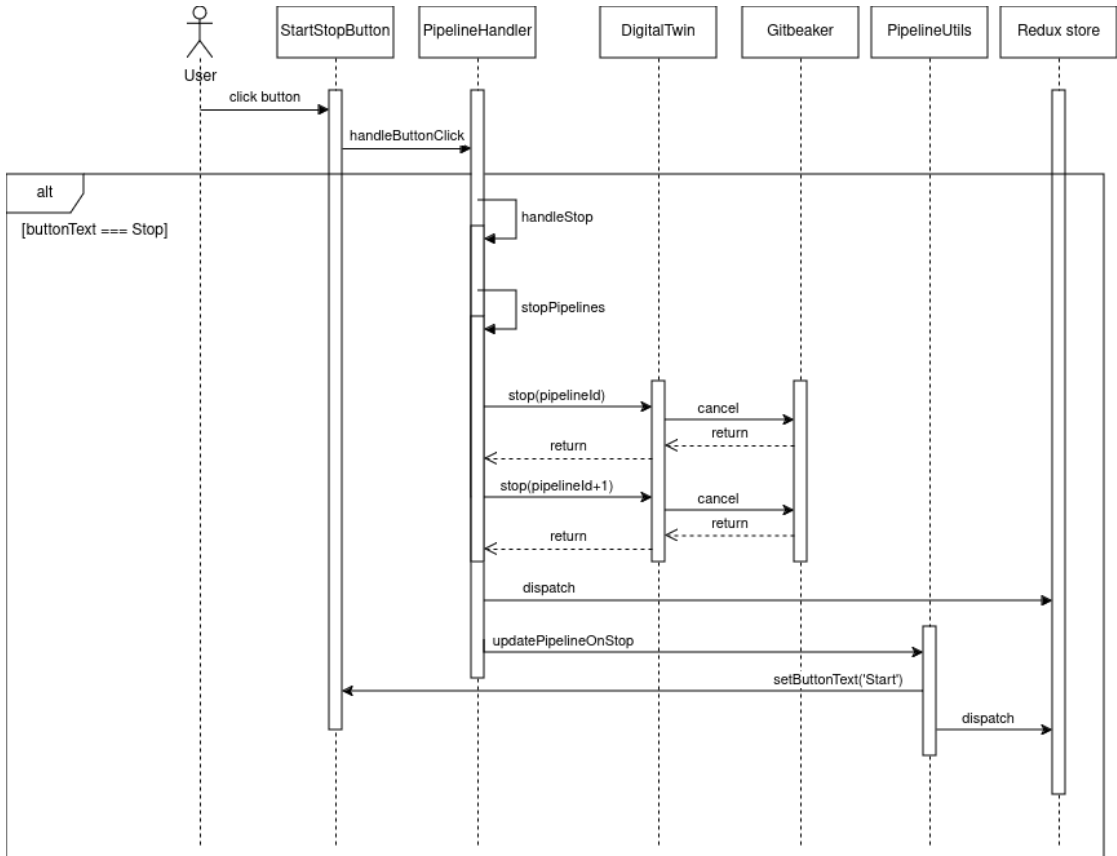 StartStopButton
PipelineHandler
DigitalTwin
Gitbeaker
PipelineUtils
Redux store
User
click button
handleButtonClick
alt
[buttonText === Stop]
handleStop
stopPipelines
stop(pipelineId)
cancel
return
return
stop(pipelineId+1)
cancel
return
return
dispatch
updatePipelineOnStop
setButtonText('Start')
dispatch